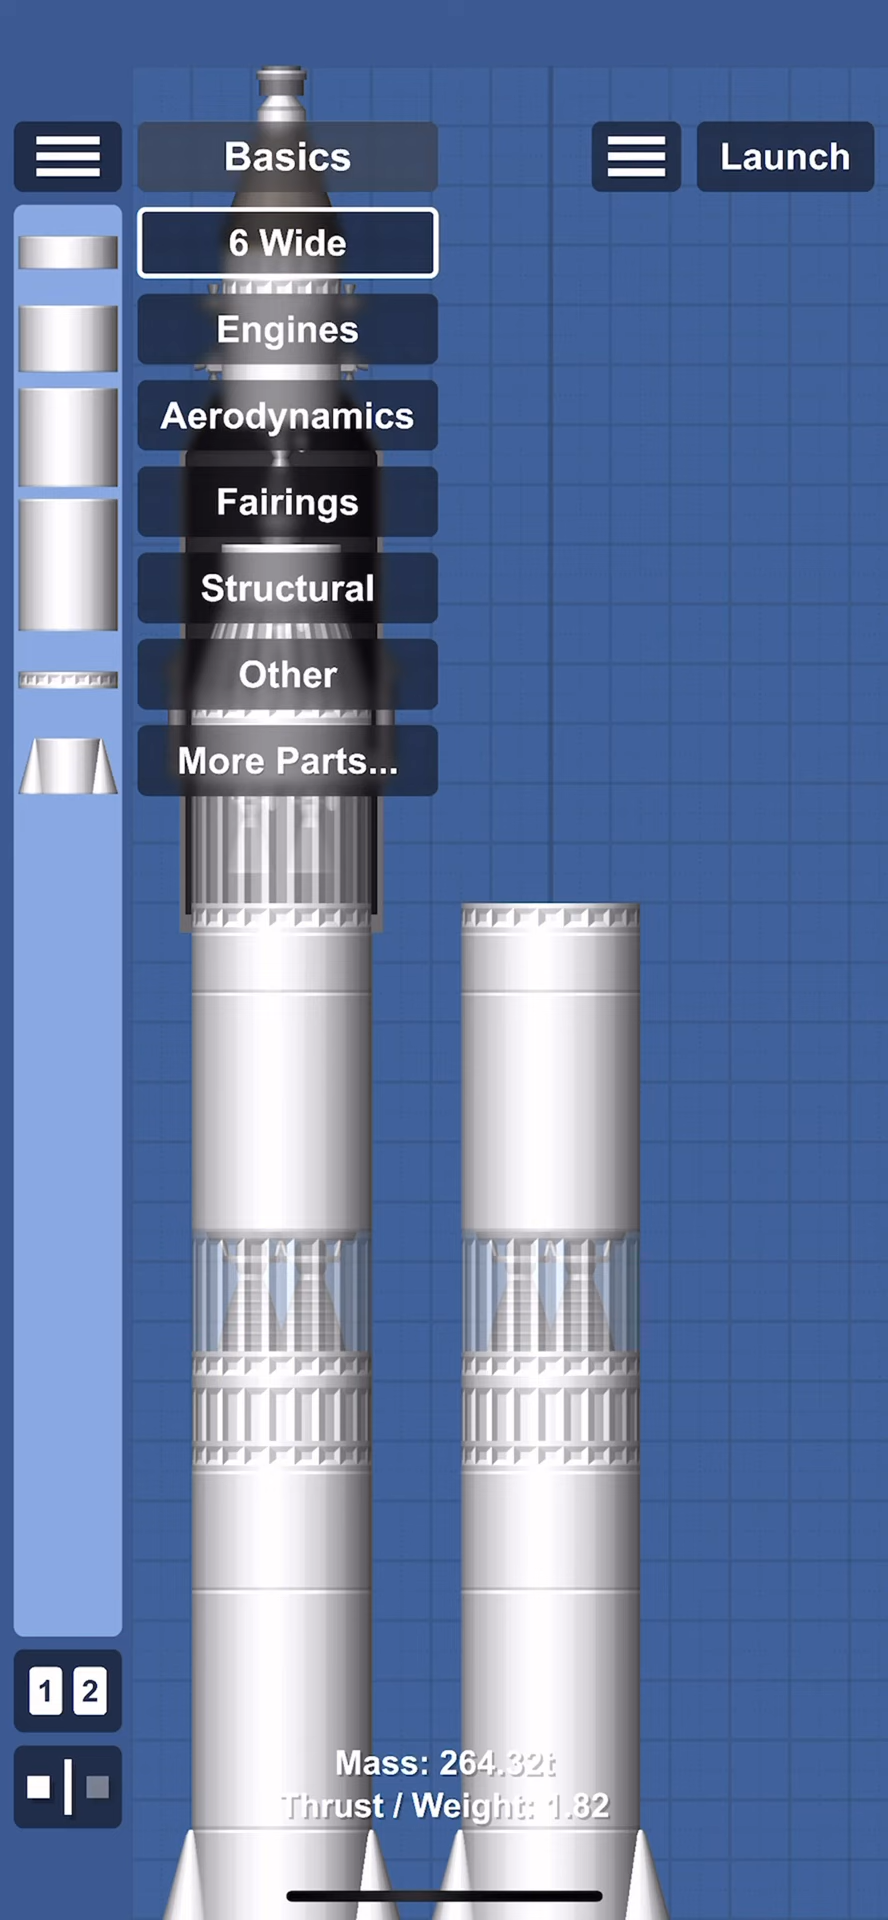 Basics
Launch
6 Wide
Engines
Aerodynamics
Fairings
Structural
Other
More Parts...
1 2
Mass: 264.32t
Thrust / Weight: 1.82